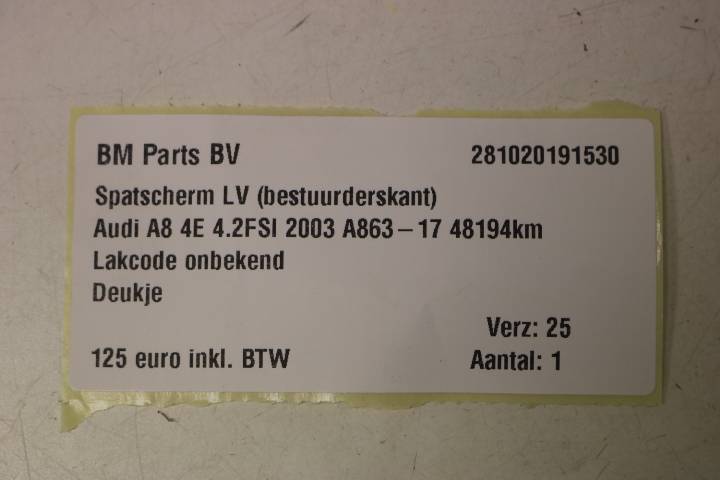 BM Parts BV 281020191530
Spatscherm LV (bestuurderskant)
Audi A8 4E 4.2FSI 2003 A863-17 48194km
Lakcode onbekend
Deukje
Verz: 25
125 euro inkl. BTW Aantal: 1